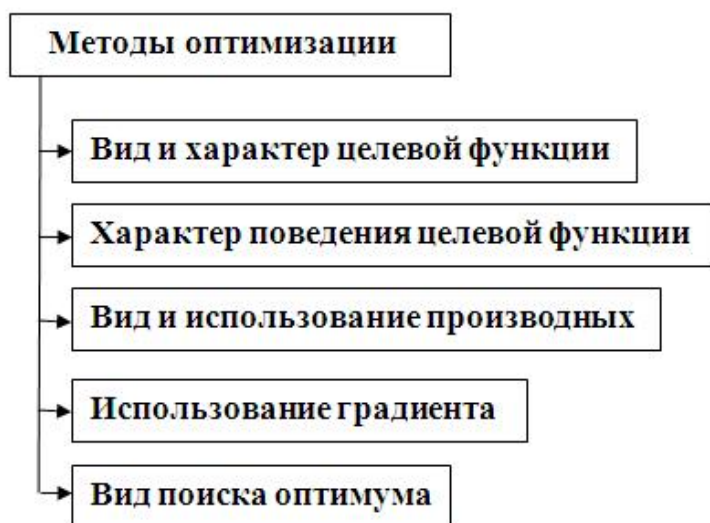 Методы оптимизации
Вид и характер целевой функции
Характер поведения целевой функции
Вид и использование производных
Использование градиента
Вид поиска оптимума